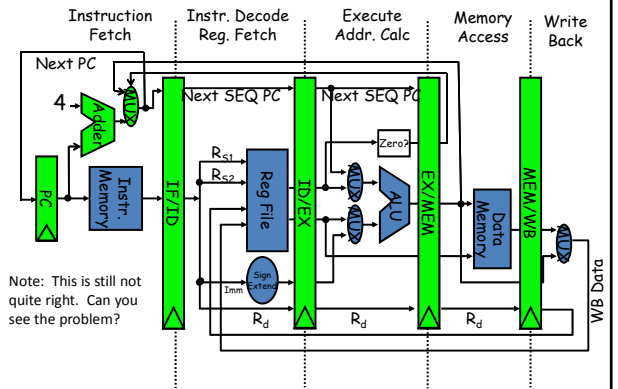 Instruction
Fetch
Instr. Decode
Reg. Fetch
Execute
Addr. Calc
Memory
Access
Write
Back
Next PC
4
Adder
MUX
Next SEQ PC
Next SEQ PC
Zero?
PC
Instr.
Memory
IF/ID
RS1
RS2
Reg File
ID/EX
MUX
MUX
ALU
EX/MEM
Data
Memory
MEM/WB
MUX
WB Data
Imm
Sign
Extend
Rd
Rd
Rd
Note: This is still not
quite right. Can you
see the problem?